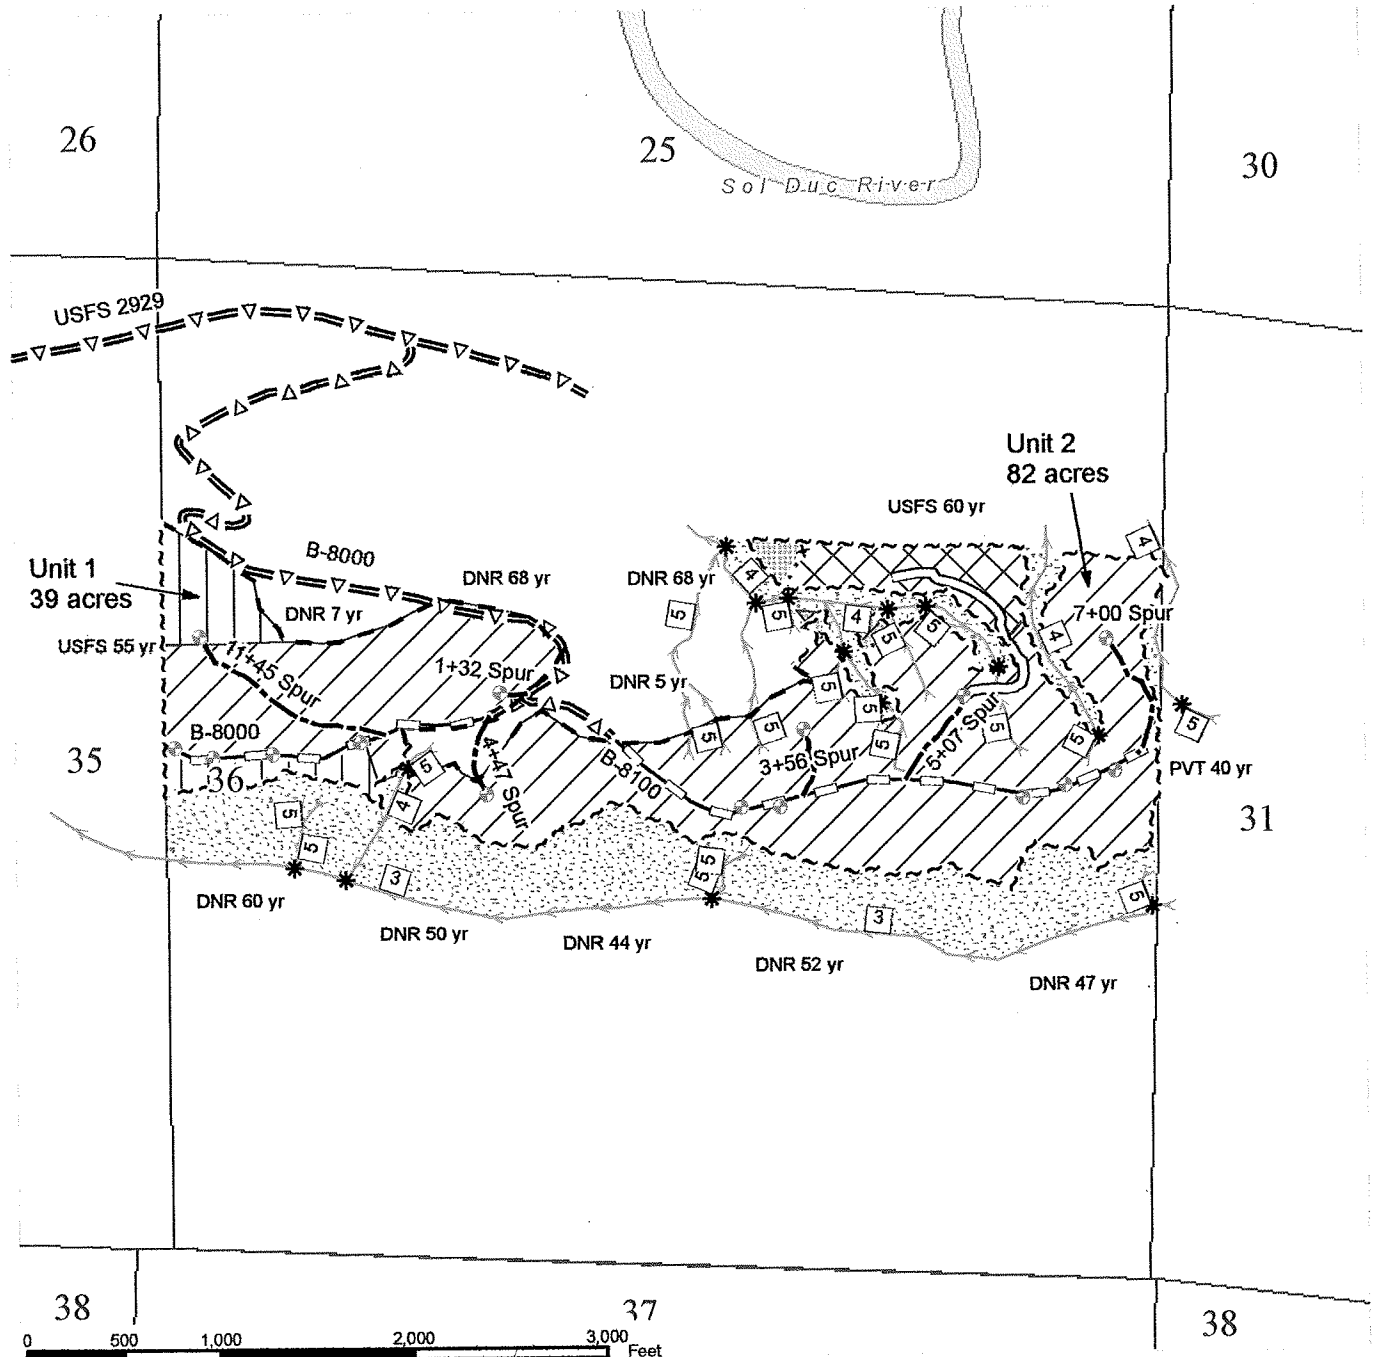 26
25
30
Sol Duc River
USFS 2929
Unit 2
82 acres
USFS 60 yr
B-8000
Unit 1
39 acres
DNR 68 yr
DNR 68 yr
DNR 7 yr
4
4
5
5
4
5
5
4
7+00 Spur
USFS 55 yr
11+45 Spur
1+32 Spur
DNR 5 yr
5
5
5
5
5
5
5
5
B-8000
4+47 Spur
3+56 Spur
5+07 Spur
B-8100
PVT 40 yr
35
36
5
4
31
5
5
5
5
3
5
3
DNR 60 yr
DNR 50 yr
DNR 44 yr
DNR 52 yr
DNR 47 yr
38
37
38
0
500
1,000
2,000
3,000
Feet